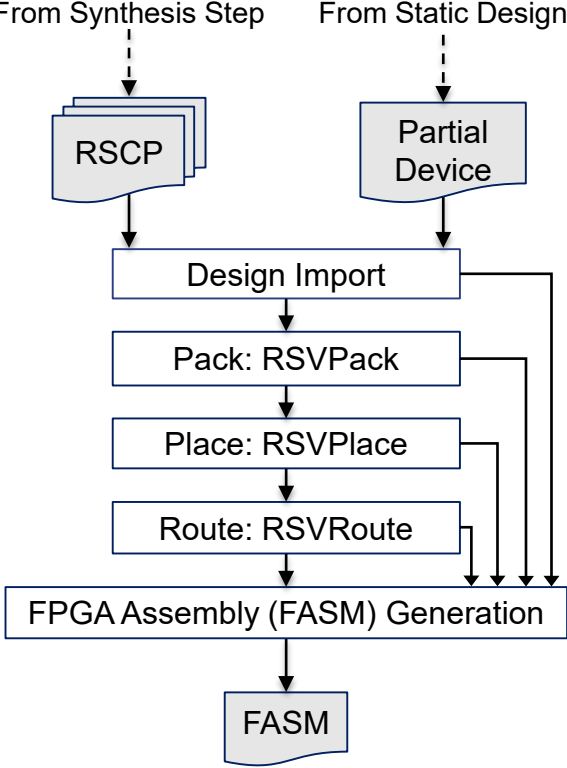 From Synthesis Step
From Static Design
RSCP
Partial
Device
Design Import
Pack: RSVPack
Place: RSVPlace
Route: RSVRoute
FPGA Assembly (FASM) Generation
FASM